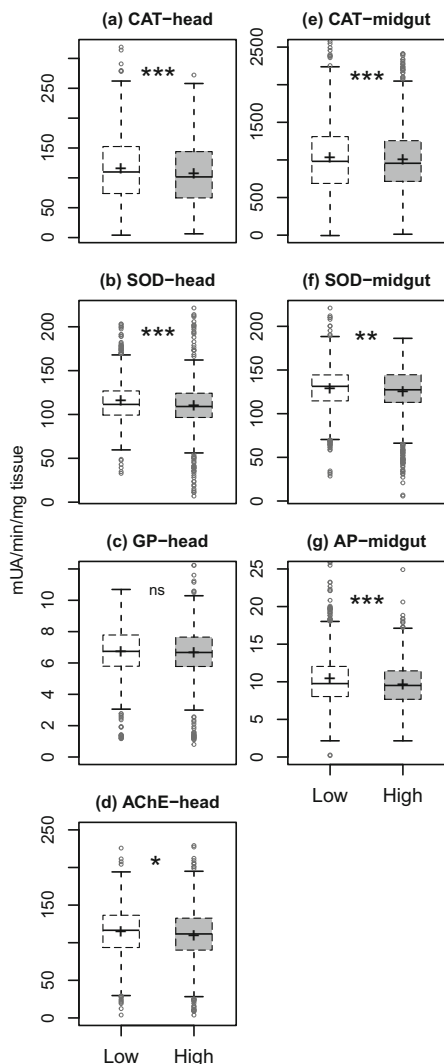 (a) CAT−head
***
0 50 150 250
(e) CAT−midgut
***
0 500 1500 2500
(b) SOD−head
***
0 50 100 150 200
(f) SOD−midgut
**
0 50 100 150 200
mUA/min/mg tissue
(c) GP−head
ns
0 2 4 6 8 10
(g) AP−midgut
***
0 5 10 15 20 25
Low High
(d) AChE−head
*
0 50 150 250
Low High